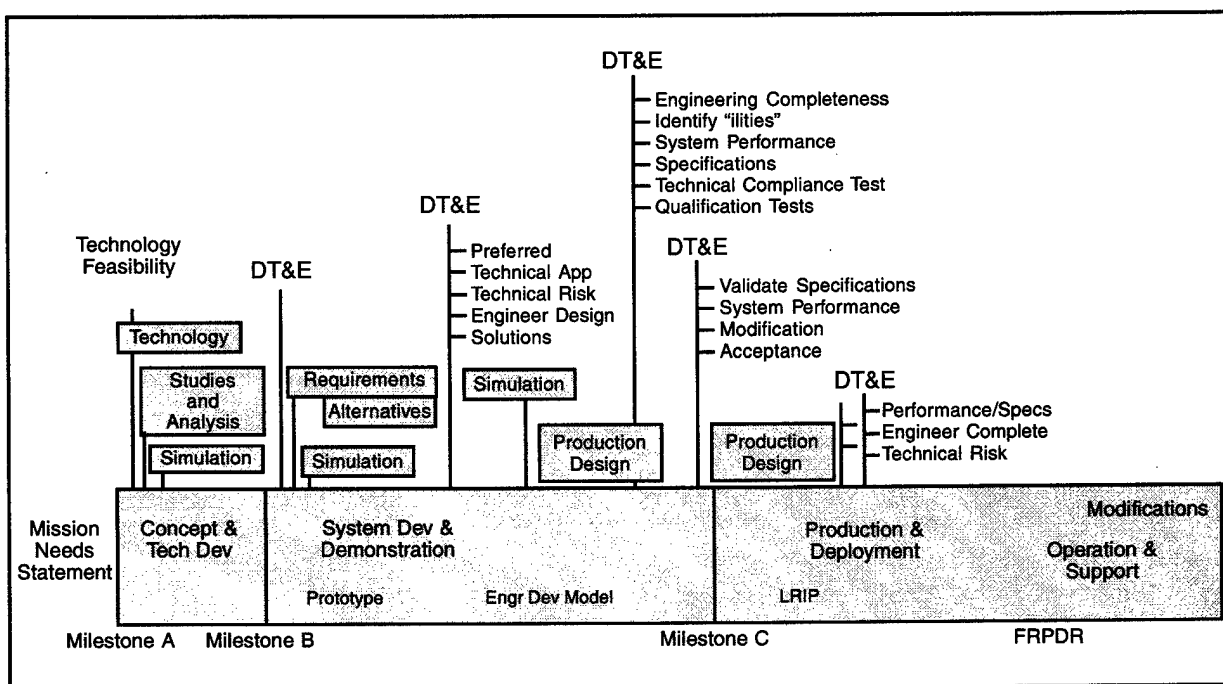 DT&E
Engineering Completeness
Identify "ilities"
System Performance
Specifications
Technical Compliance Test
Qualification Tests
DT&E
Preferred
Technical App
Technical Risk
Engineer Design
Solutions
Technology
Feasibility
DT&E
DT&E
Validate Specifications
System Performance
Modification
Acceptance
Technology
Studies
and
Analysis
Simulation
Requirements
Alternatives
Simulation
Simulation
Production
Design
Production
Design
DT&E
Performance/Specs
Engineer Complete
Technical Risk
Mission
Needs
Statement
Concept &
Tech Dev
System Dev &
Demonstration
Prototype
Engr Dev Model
Production &
Deployment
LRIP
Modifications
Operation &
Support
Milestone A
Milestone B
Milestone C
FRPDR